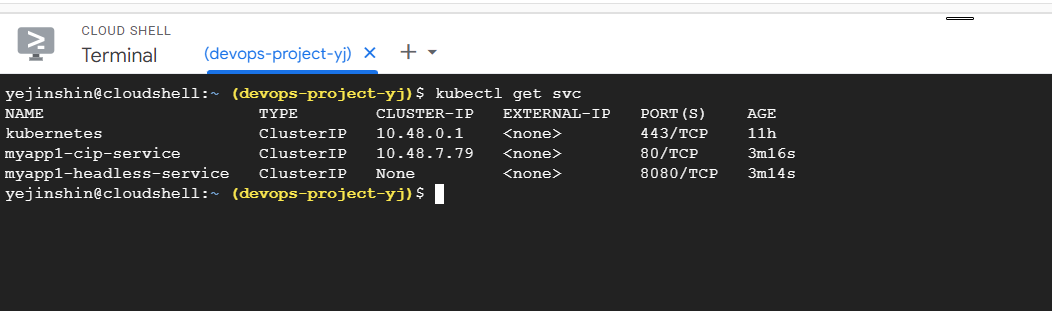 CLOUD SHELL
Terminal
(devops-project-yj)
yejinshin@cloudshell:~ (devops-project-yj)$ kubectl get svc
NAME TYPE CLUSTER-IP EXTERNAL-IP PORT(S) AGE
kubernetes ClusterIP 10.48.0.1 <none> 443/TCP 11h
myapp1-cip-service ClusterIP 10.48.7.79 <none> 80/TCP 3m16s
myapp1-headless-service ClusterIP None <none> 8080/TCP 3m14s
yejinshin@cloudshell:~ (devops-project-yj)$